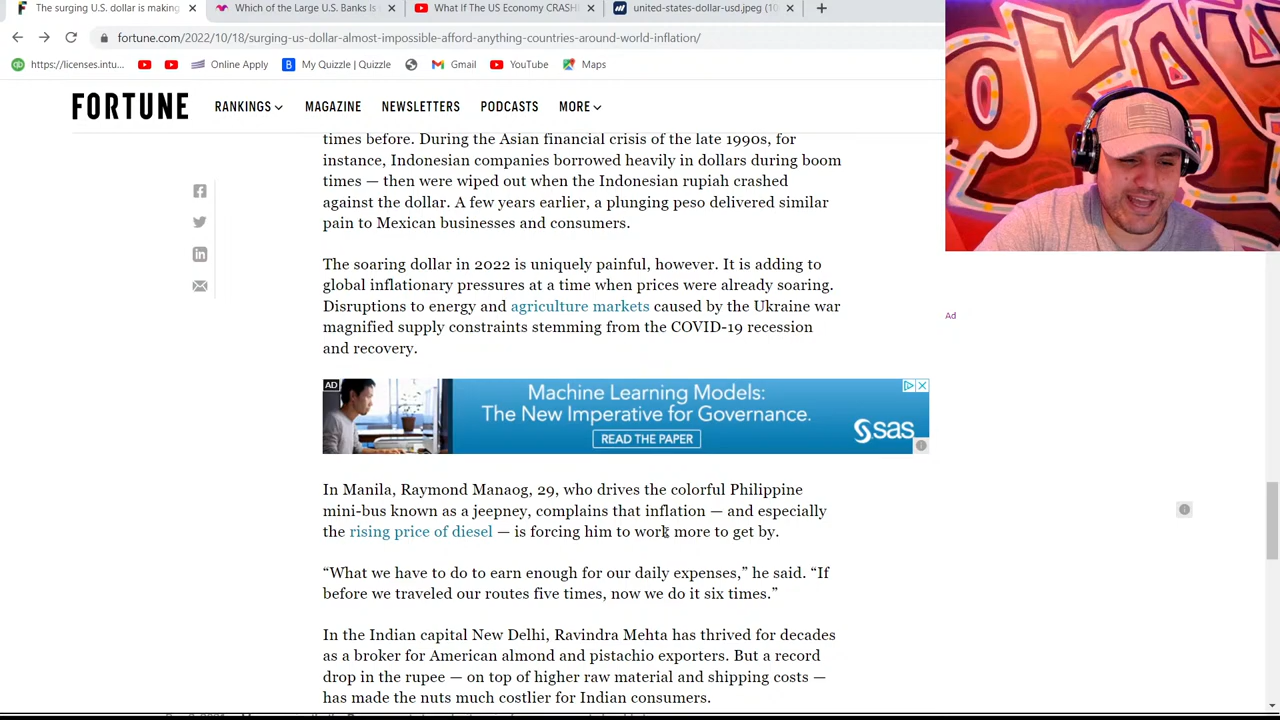 The surging U.S. dollar is making
Which of the Large U.S. Banks Is
What If The US Economy CRASH
united-states-dollar-usd.jpeg (10
fortune.com/2022/10/18/surging-us-dollar-almost-impossible-afford-anything-countries-around-world-inflation/
https://licenses.intu...
Online Apply
My Quizzle | Quizzle
Gmail
YouTube
Maps
FORTUNE
RANKINGS
MAGAZINE
NEWSLETTERS
PODCASTS
MORE
times before. During the Asian financial crisis of the late 1990s, for
instance, Indonesian companies borrowed heavily in dollars during boom
times — then were wiped out when the Indonesian rupiah crashed
against the dollar. A few years earlier, a plunging peso delivered similar
pain to Mexican businesses and consumers.
The soaring dollar in 2022 is uniquely painful, however. It is adding to
global inflationary pressures at a time when prices were already soaring.
Disruptions to energy and agriculture markets caused by the Ukraine war
magnified supply constraints stemming from the COVID-19 recession
and recovery.
Ad
AD
Machine Learning Models:
The New Imperative for Governance.
READ THE PAPER
sas
In Manila, Raymond Manaog, 29, who drives the colorful Philippine
mini-bus known as a jeepney, complains that inflation — and especially
the rising price of diesel — is forcing him to work more to get by.
“What we have to do to earn enough for our daily expenses,” he said. “If
before we traveled our routes five times, now we do it six times.”
In the Indian capital New Delhi, Ravindra Mehta has thrived for decades
as a broker for American almond and pistachio exporters. But a record
drop in the rupee — on top of higher raw material and shipping costs —
has made the nuts much costlier for Indian consumers.